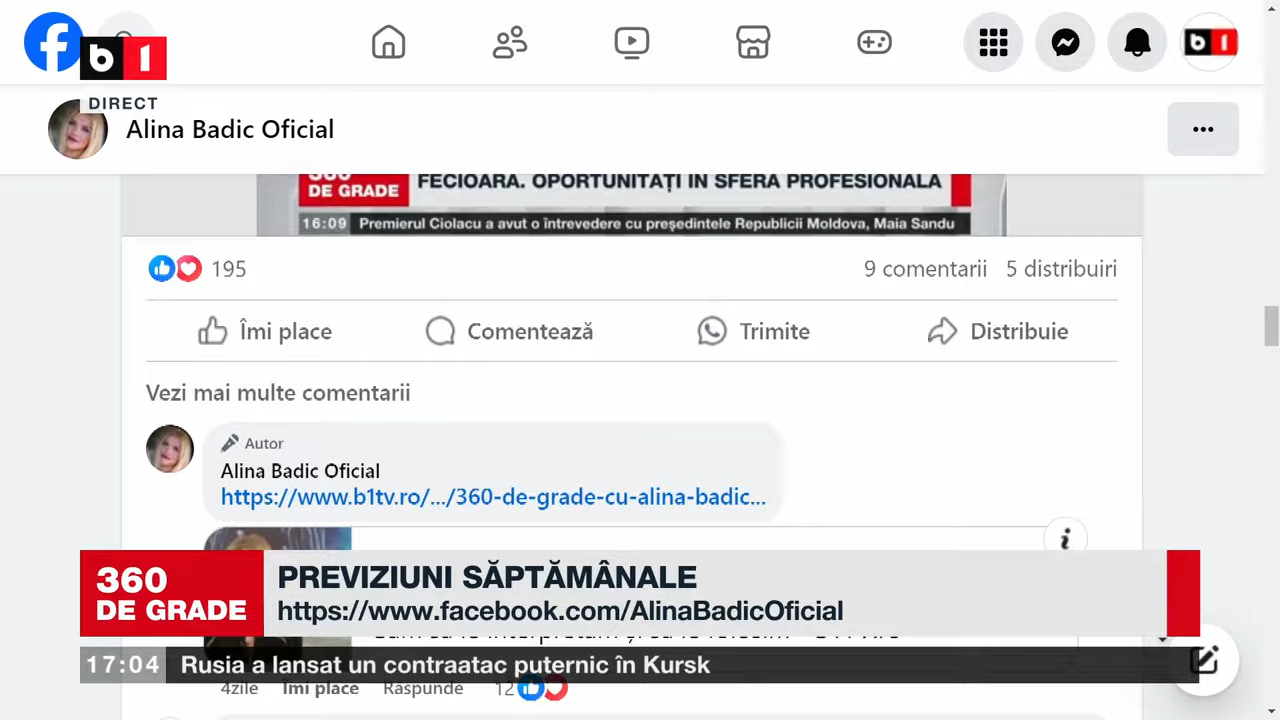 b1
DIRECT
Alina Badic Oficial
360
DE GRADE
FECIOARA. OPORTUNITĂȚI ÎN SFERA PROFESIONALĂ
16:09 Premierul Ciolacu a avut o întrevedere cu președintele Republicii Moldova, Maia Sandu
195
9 comentarii 5 distribuiri
Îmi place Comentează Trimite Distribuie
Vezi mai multe comentarii
Autor
Alina Badic Oficial
https://www.b1tv.ro/.../360-de-grade-cu-alina-badic...
360
DE GRADE
PREVIZIUNI SĂPTĂMÂNALE
https://www.facebook.com/AlinaBadicOficial
17:04 Rusia a lansat un contraatac puternic în Kursk
4zile Îmi place Răspunde 12